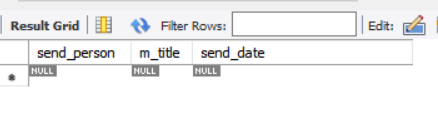 Result Grid Filter Rows: Edit:
send_person m_title send_date
NULL NULL NULL